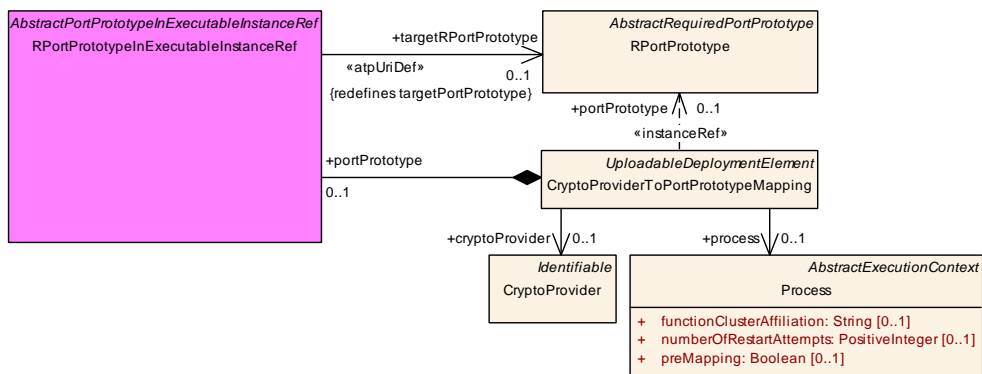 AbstractPortPrototypeInExecutableInstanceRef
RPortPrototypeInExecutableInstanceRef
+targetRPortPrototype
«atpUriDef»
0..1
{redefines targetPortPrototype}
AbstractRequiredPortPrototype
RPortPrototype
+portPrototype
0..1
«instanceRef»
+portPrototype
0..1
UploadableDeploymentElement
CryptoProviderToPortPrototypeMapping
+cryptoProvider
0..1
+process
0..1
Identifiable
CryptoProvider
AbstractExecutionContext
Process
+ functionClusterAffiliation: String [0..1]
+ numberOfRestartAttempts: PositiveInteger [0..1]
+ preMapping: Boolean [0..1]